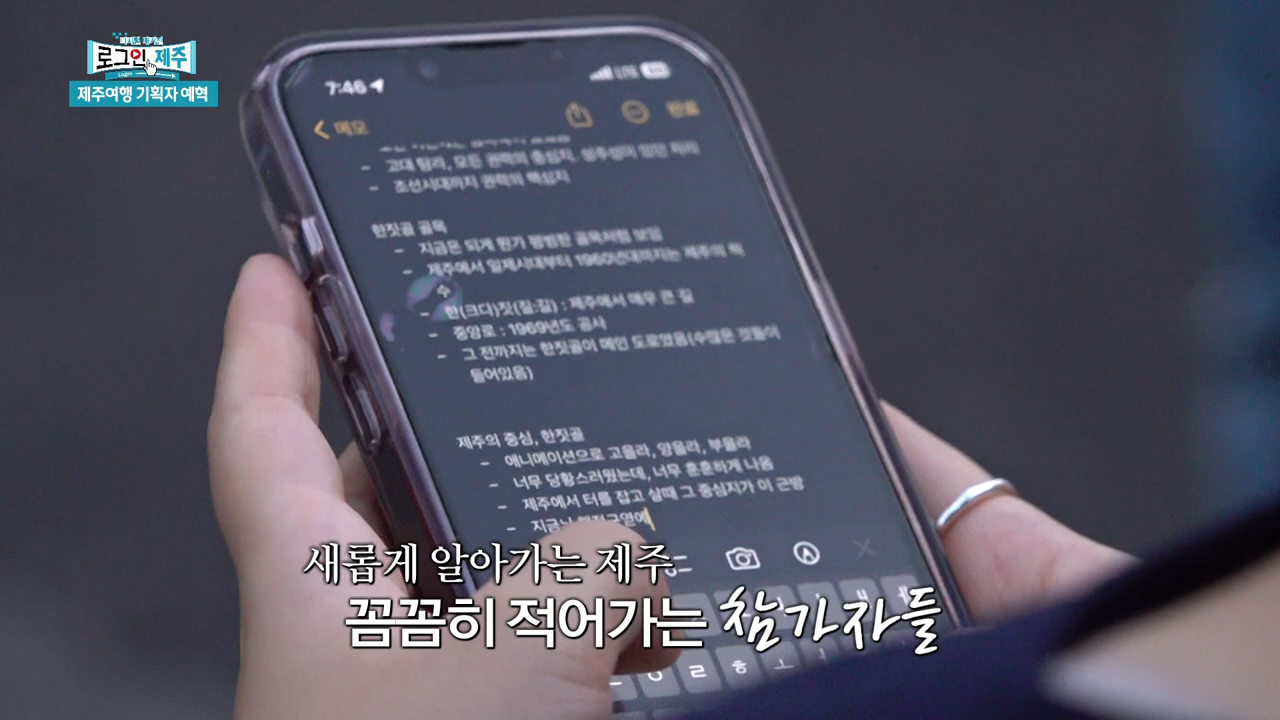 로그인 제주
Login
제주여행 기획자 예혁
7:46
LTE
메모
완료
- 고대 탐라, 모든 권력의 중심지. 성주청이 있던 자리
- 조선시대까지 권력의 핵심지
한짓골 골목
- 지금은 되게 뭔가 평범한 골목처럼 보임
- 제주에서 일제시대부터 1960년대까지는 제주의 척
수
- 한(크다)짓(질:길) : 제주에서 매우 큰 길
- 중앙로 : 1969년도 공사
- 그 전까지는 한짓골이 메인 도로였음(수많은 것들이
들어있음)
제주의 중심, 한짓골
- 애니메이션으로 고을라, 양을라, 부을라
- 너무 당황스러웠는데, 너무 훈훈하게 나옴
- 제주에서 터를 잡고 살때 그 중심지가 이 근방
- 지금
새롭게 알아가는 제주
꼼꼼히 적어가는 참가자들
ㄹ ㅎ ㅗ